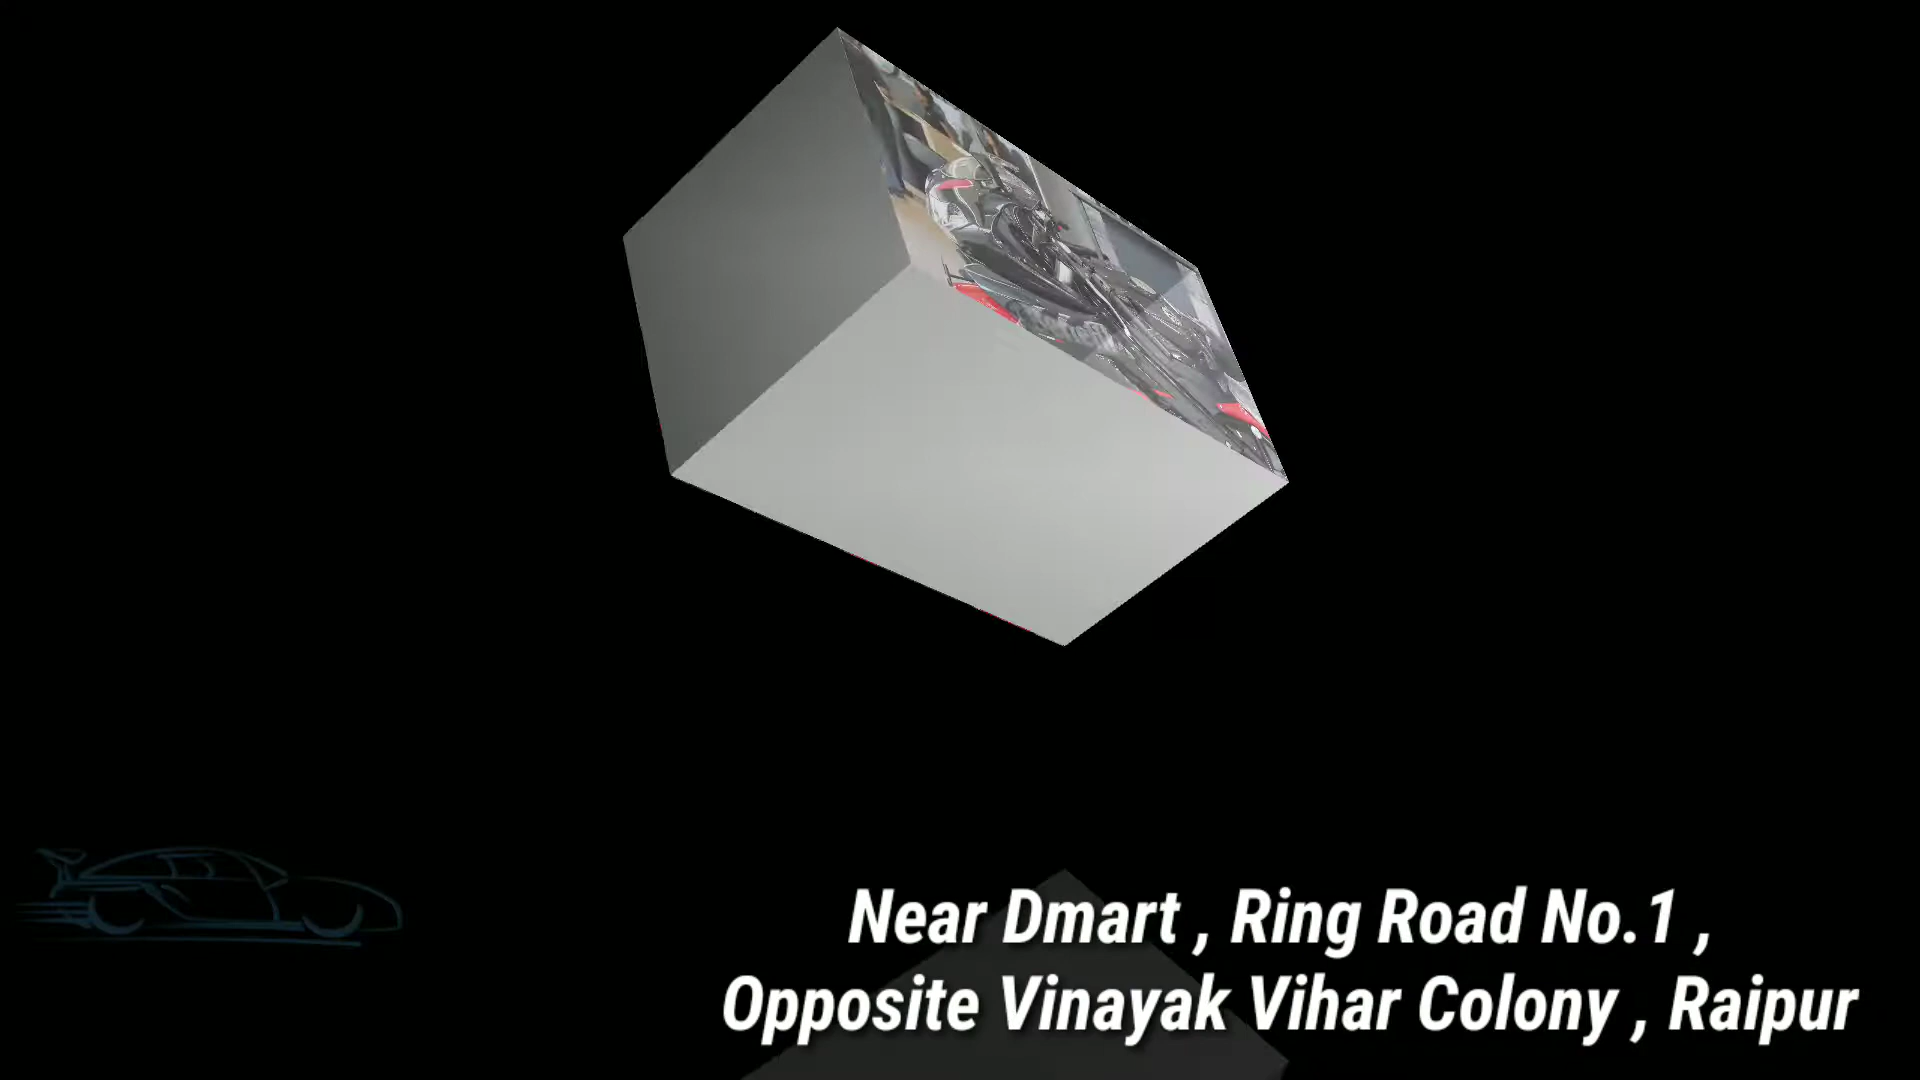 Near Dmart , Ring Road No.1 ,
Opposite Vinayak Vihar Colony , Raipur